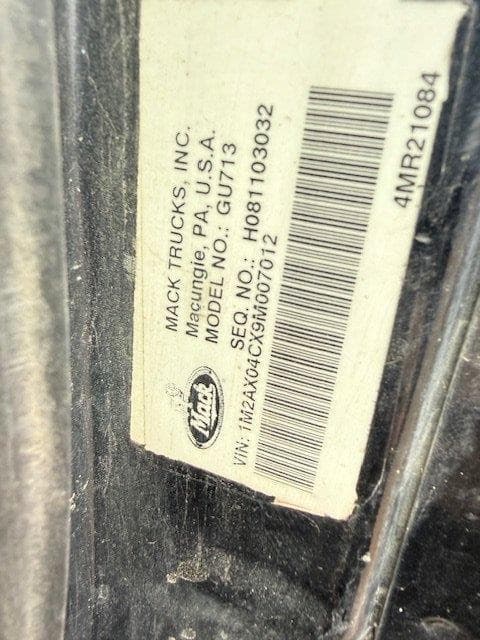 MACK TRUCKS, INC.
Macungie, PA, U.S.A.
MODEL NO.: GU713
SEQ. NO.: H081103032
Mack
VIN: 1M2AX04CX9M007012
4MR21084